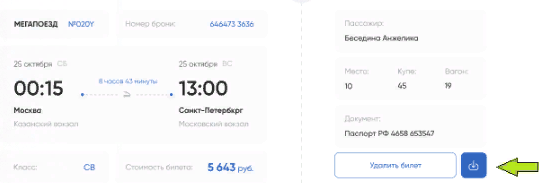 МЕГАПОЕЗД №020У
Номер брони: 646473 3636
25 октября СБ
25 октября ВС
00:15
8 часов 43 минуты
13:00
Москва
Санкт-Петербкрг
Казанский вокзал
Московский вокзал
Класс: СВ
Стоимость билета: 5 643 руб.
Пассажир:
Беседина Анжелика
Место: Купе: Вагон:
10 45 19
Документ:
Паспорт РФ 4658 653547
Удалить билет